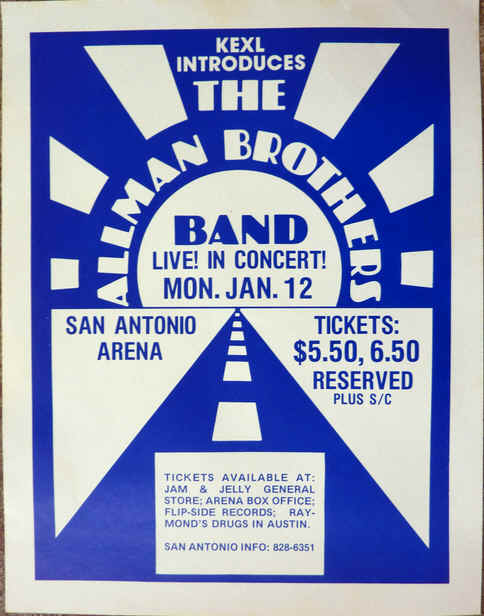 KEXL
INTRODUCES
THE
ALLMAN BROTHERS
BAND
LIVE! IN CONCERT!
MON. JAN. 12
SAN ANTONIO
ARENA
TICKETS:
$5.50, 6.50
RESERVED
PLUS S/C
TICKETS AVAILABLE AT:
JAM & JELLY GENERAL
STORE; ARENA BOX OFFICE;
FLIP-SIDE RECORDS; RAY-
MOND'S DRUGS IN AUSTIN.
SAN ANTONIO INFO: 828-6351